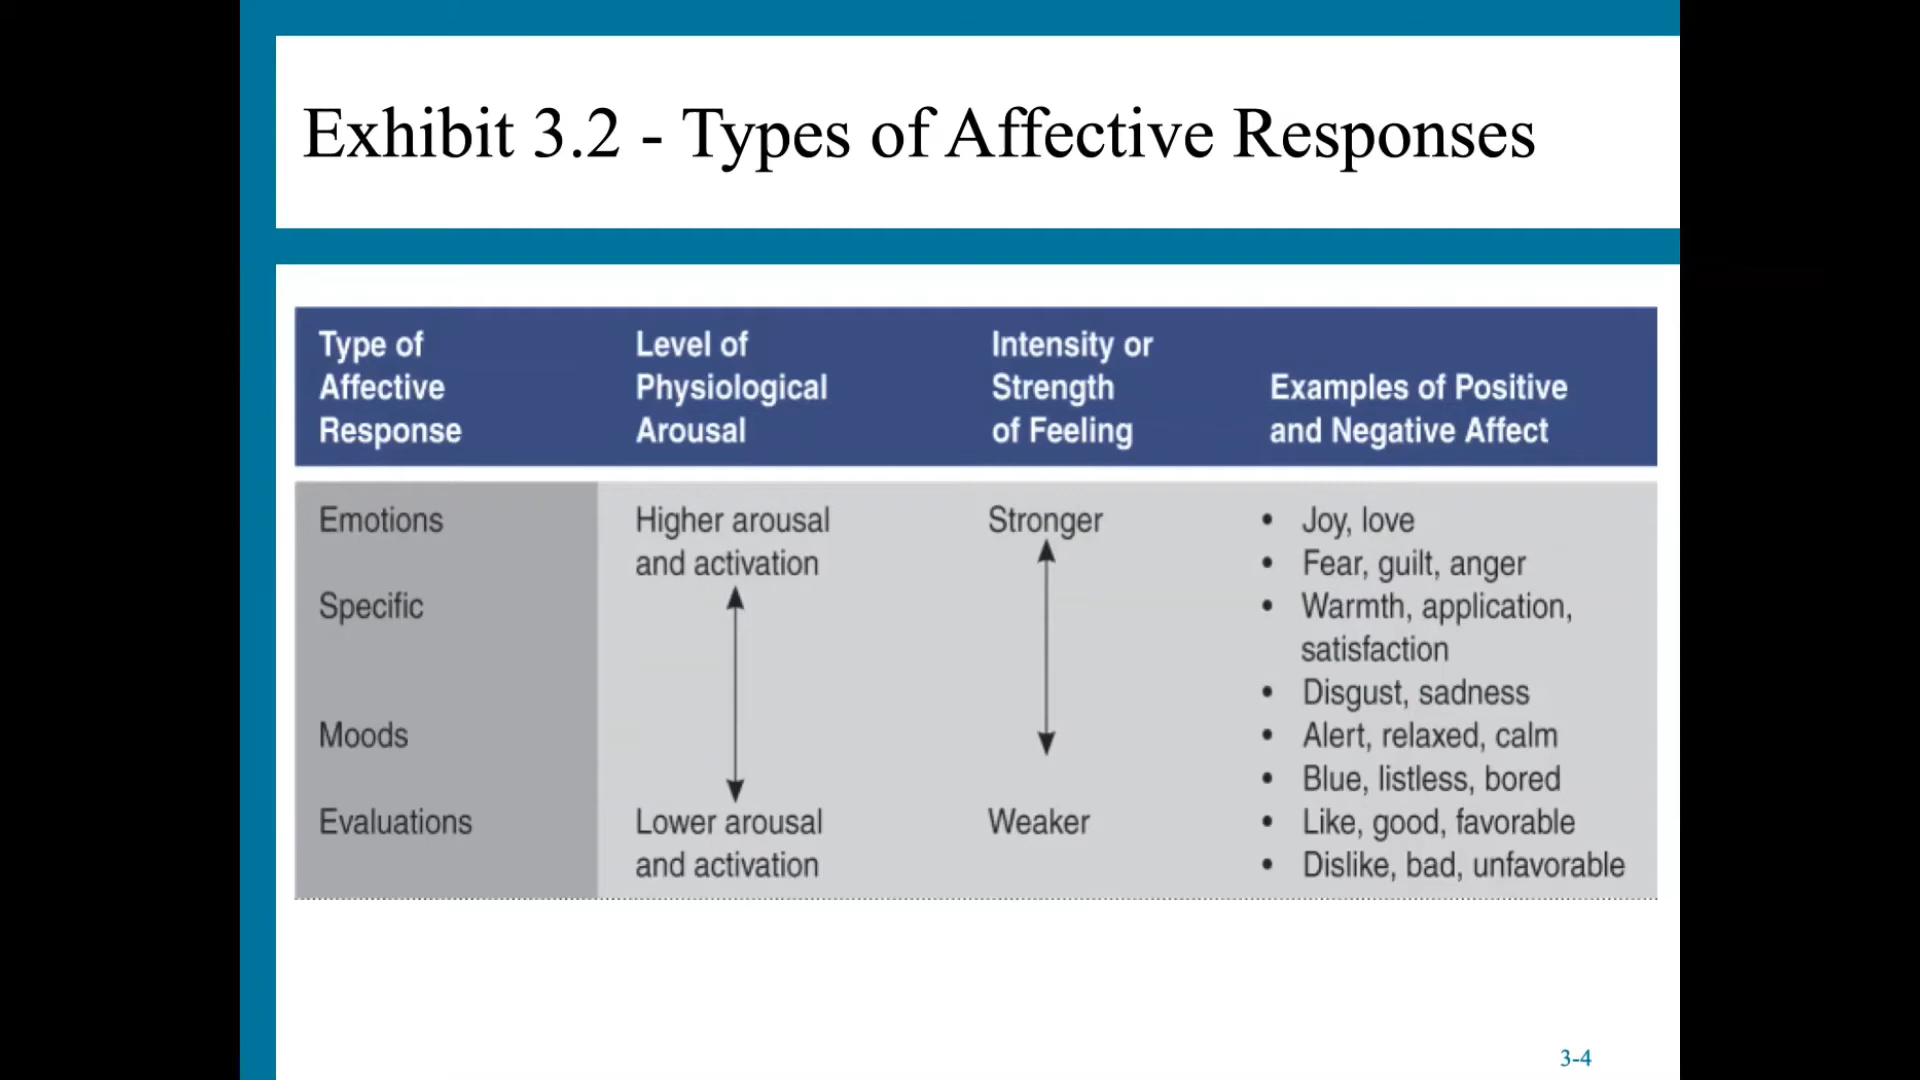 Exhibit 3.2 - Types of Affective Responses
Type of
Affective
Response
Level of
Physiological
Arousal
Intensity or
Strength
of Feeling
Examples of Positive
and Negative Affect
Emotions
Higher arousal
and activation
Stronger
• Joy, love
• Fear, guilt, anger
Specific
• Warmth, application,
satisfaction
• Disgust, sadness
Moods
• Alert, relaxed, calm
• Blue, listless, bored
Evaluations
Lower arousal
and activation
Weaker
• Like, good, favorable
• Dislike, bad, unfavorable
3-4